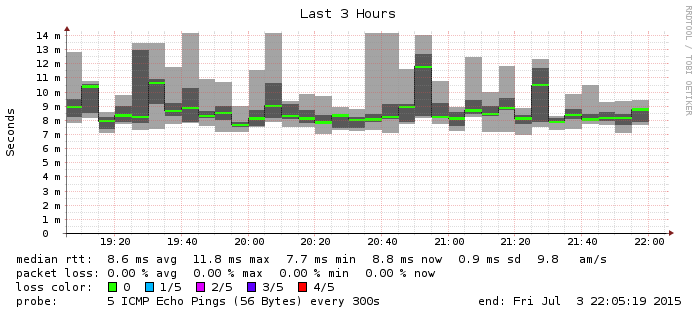 Last 3 Hours
RRDTOOL / TOBI OETIKER
Seconds
14 m
13 m
12 m
11 m
10 m
9 m
8 m
7 m
6 m
5 m
4 m
3 m
2 m
1 m
0
19:20 19:40 20:00 20:20 20:40 21:00 21:20 21:40 22:00
median rtt: 8.6 ms avg 11.8 ms max 7.7 ms min 8.8 ms now 0.9 ms sd 9.8 am/s
packet loss: 0.00 % avg 0.00 % max 0.00 % min 0.00 % now
loss color: 0 1/5 2/5 3/5 4/5
probe: 5 ICMP Echo Pings (56 Bytes) every 300s end: Fri Jul 3 22:05:19 2015